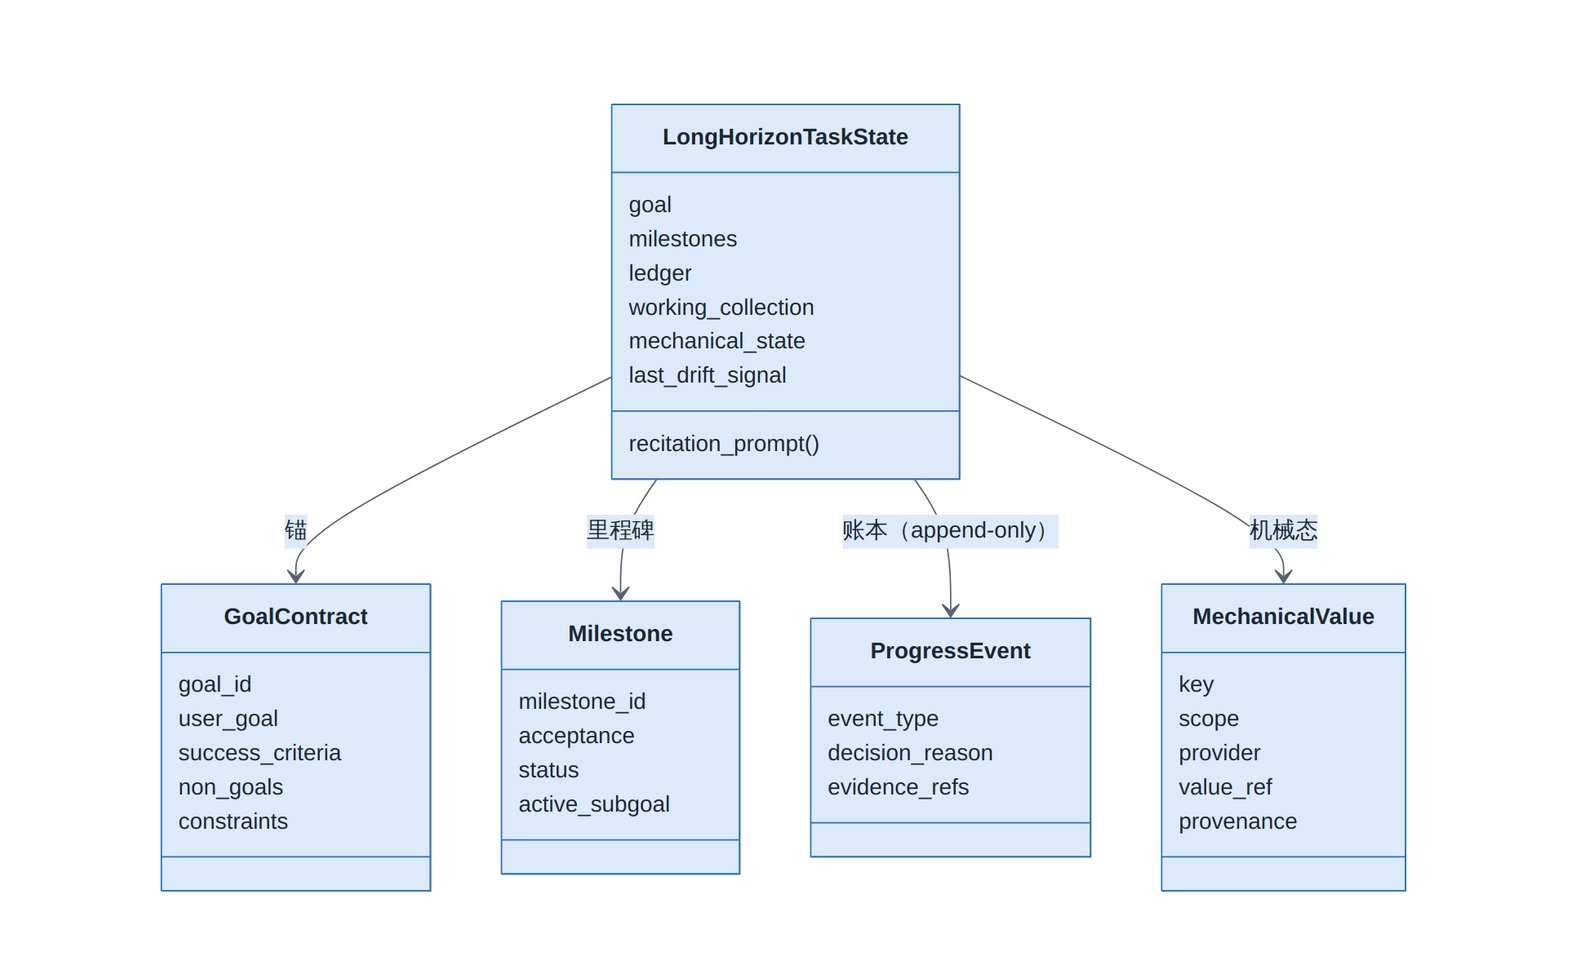 LongHorizonTaskState
goal
milestones
ledger
working_collection
mechanical_state
last_drift_signal
recitation_prompt()
锚
里程碑
账本（append-only）
机械态
GoalContract
goal_id
user_goal
success_criteria
non_goals
constraints
Milestone
milestone_id
acceptance
status
active_subgoal
ProgressEvent
event_type
decision_reason
evidence_refs
MechanicalValue
key
scope
provider
value_ref
provenance